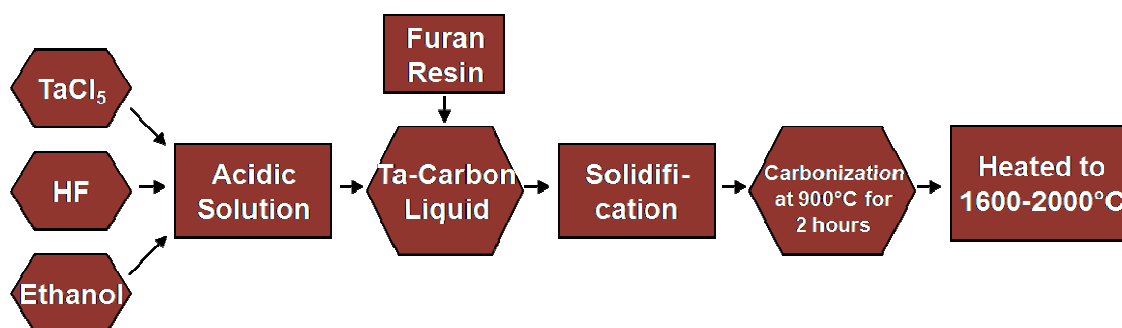 TaCl₅
HF
Ethanol
Acidic
Solution
Furan
Resin
Ta-Carbon
Liquid
Solidifi-
cation
Carbonization
at 900°C for
2 hours
Heated to
1600-2000°C